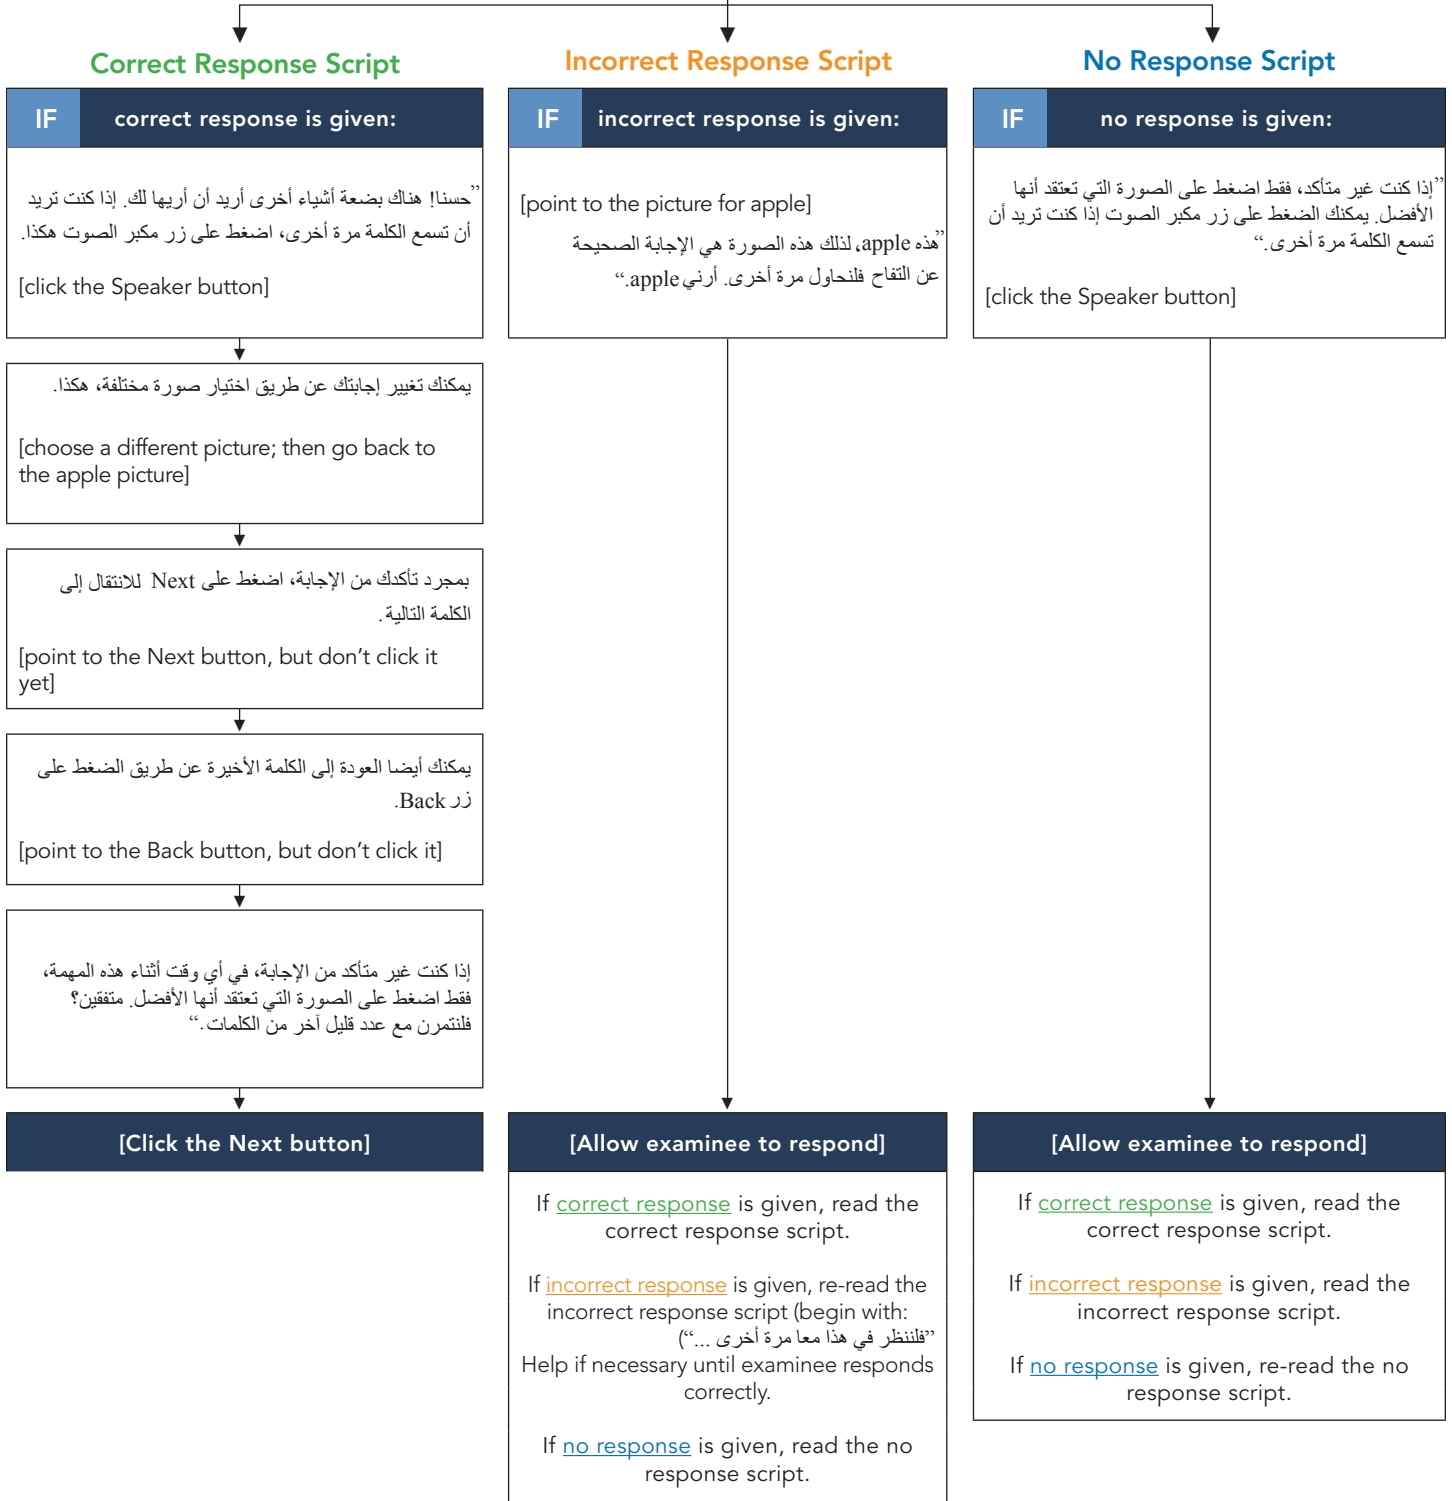 Correct Response Script
IF correct response is given:
”حسنا! هناك بضعة أشياء أخرى أريد أن أريها لك. إذا كنت تريد
أن تسمع الكلمة مرة أخرى، اضغط على زر مكبر الصوت هكذا.
[click the Speaker button]
يمكنك تغيير إجابتك عن طريق اختيار صورة مختلفة، هكذا.
[choose a different picture; then go back to
the apple picture]
بمجرد تأكدك من الإجابة، اضغط على Next للانتقال إلى
الكلمة التالية.
[point to the Next button, but don’t click it
yet]
يمكنك أيضا العودة إلى الكلمة الأخيرة عن طريق الضغط على
زر Back.
[point to the Back button, but don’t click it]
إذا كنت غير متأكد من الإجابة، في أي وقت أثناء هذه المهمة،
فقط اضغط على الصورة التي تعتقد أنها الأفضل. متفقين؟
فلنتمرن مع عدد قليل آخر من الكلمات.“
[Click the Next button]
Incorrect Response Script
IF incorrect response is given:
[point to the picture for apple]
”هذه apple، لذلك هذه الصورة هي الإجابة الصحيحة
عن التفاح فلنحاول مرة أخرى. أرني apple.“
[Allow examinee to respond]
If correct response is given, read the
correct response script.
If incorrect response is given, re-read the
incorrect response script (begin with:
”فلننظر في هذا معا مرة أخرى ...“)
Help if necessary until examinee responds
correctly.
If no response is given, read the no
response script.
No Response Script
IF no response is given:
”إذا كنت غير متأكد، فقط اضغط على الصورة التي تعتقد أنها
الأفضل. يمكنك الضغط على زر مكبر الصوت إذا كنت تريد أن
تسمع الكلمة مرة أخرى.“
[click the Speaker button]
[Allow examinee to respond]
If correct response is given, read the
correct response script.
If incorrect response is given, read the
incorrect response script.
If no response is given, re-read the no
response script.